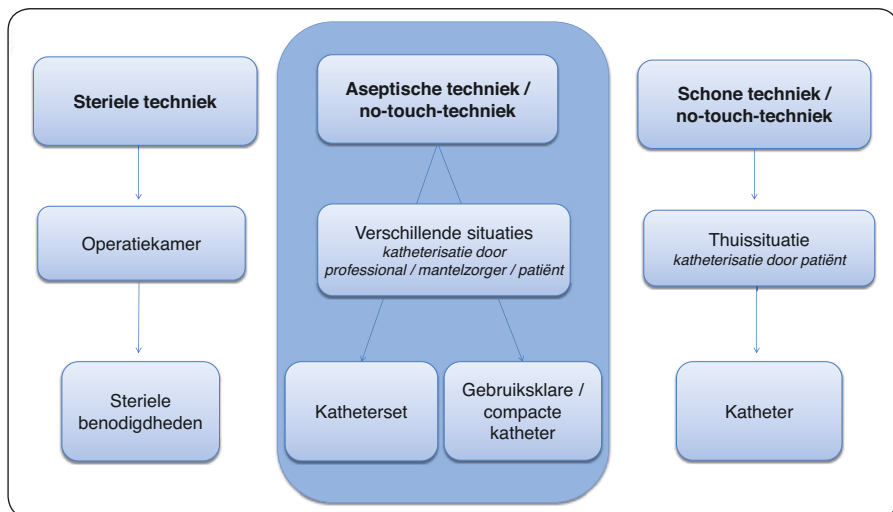 Steriele techniek
Operatiekamer
Steriele
benodigdheden
Aseptische techniek /
no-touch-techniek
Verschillende situaties
katheterisatie door
professional / mantelzorger / patiënt
Katheterset
Gebruiksklare /
compacte
katheter
Schone techniek /
no-touch-techniek
Thuissituatie
katheterisatie door patiënt
Katheter